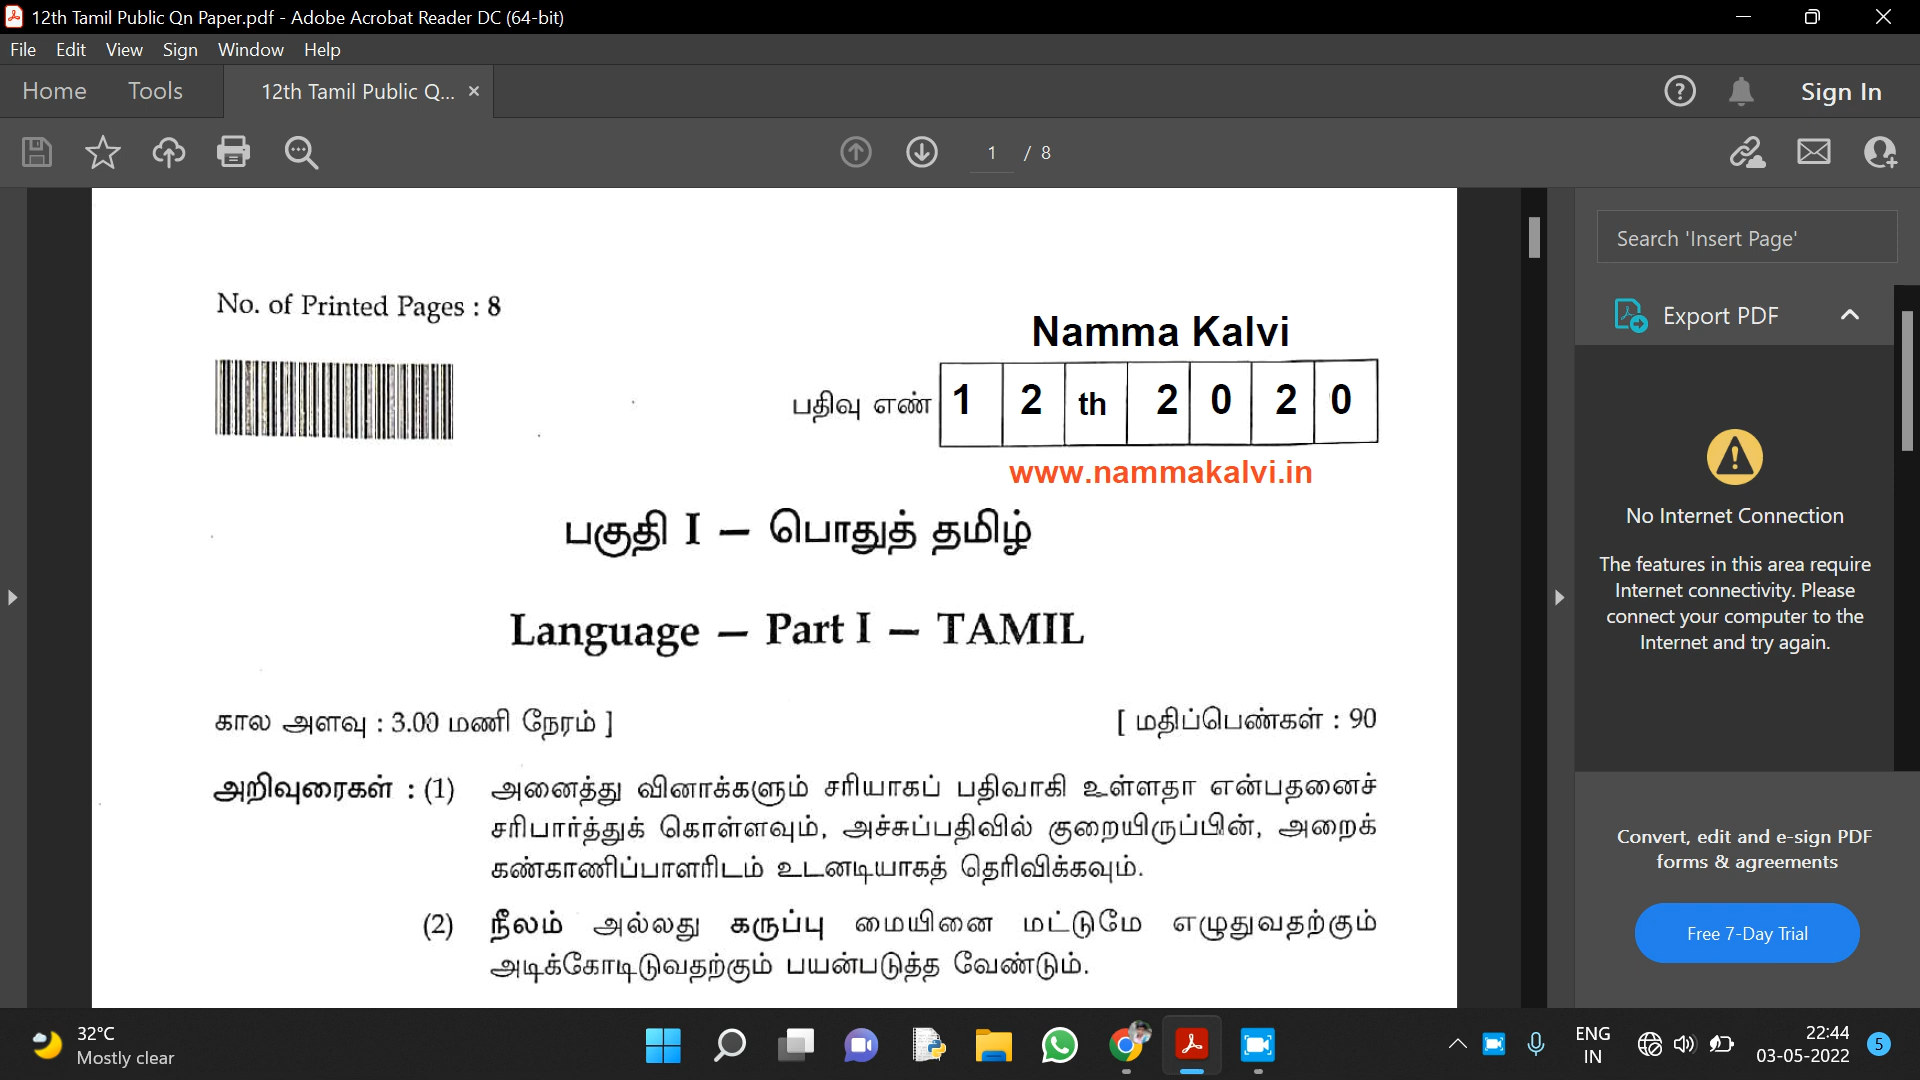 12th Tamil Public Qn Paper.pdf - Adobe Acrobat Reader DC (64-bit)
File Edit View Sign Window Help
Home Tools 12th Tamil Public Q... × Sign In
1 / 8
Search 'Insert Page'
Export PDF
No. of Printed Pages : 8
Namma Kalvi
பதிவு எண் 1 2 th 2 0 2 0
www.nammakalvi.in
பகுதி I – பொதுத் தமிழ்
Language – Part I – TAMIL
கால அளவு : 3.00 மணி நேரம் ]
[ மதிப்பெண்கள் : 90
அறிவுரைகள் : (1) அனைத்து வினாக்களும் சரியாகப் பதிவாகி உள்ளதா என்பதனைச்
சரிபார்த்துக் கொள்ளவும், அச்சுப்பதிவில் குறையிருப்பின், அறைக்
கண்காணிப்பாளரிடம் உடனடியாகத் தெரிவிக்கவும்.
(2) நீலம் அல்லது கருப்பு மையினை மட்டுமே எழுதுவதற்கும்
அடிக்கோடிடுவதற்கும் பயன்படுத்த வேண்டும்.
No Internet Connection
The features in this area require
Internet connectivity. Please
connect your computer to the
Internet and try again.
Convert, edit and e-sign PDF
forms & agreements
Free 7-Day Trial
32°C
Mostly clear
ENG
IN
22:44
03-05-2022
5